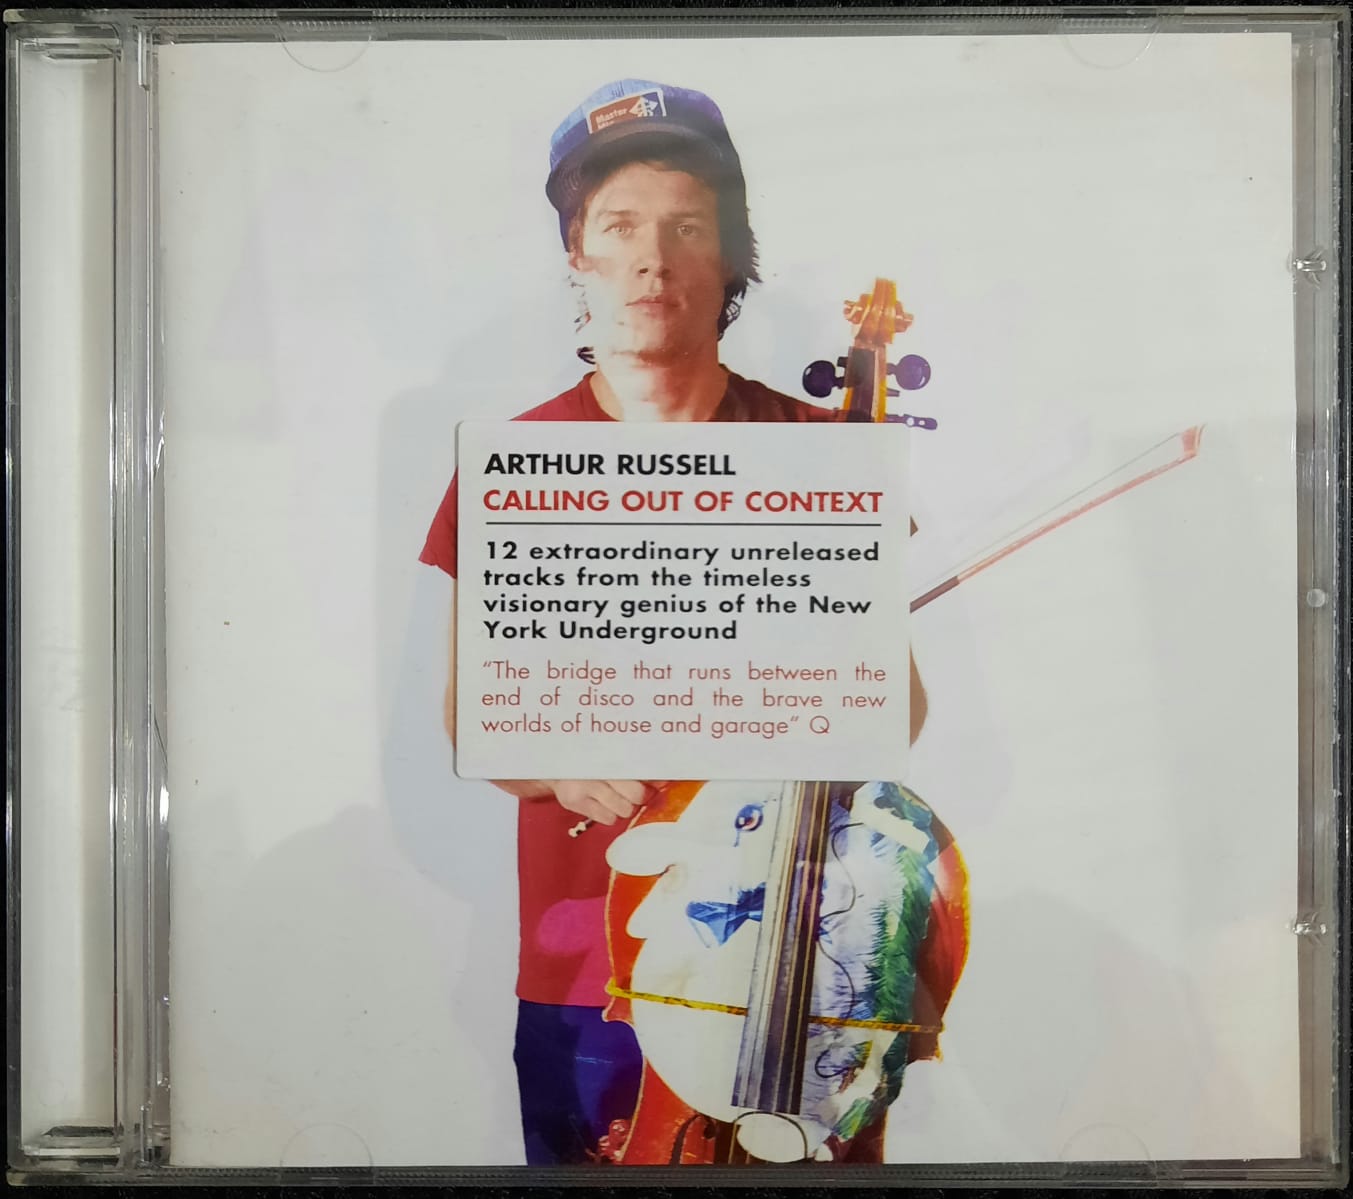 Master
Mix
ARTHUR RUSSELL
CALLING OUT OF CONTEXT
12 extraordinary unreleased
tracks from the timeless
visionary genius of the New
York Underground
"The bridge that runs between the
end of disco and the brave new
worlds of house and garage" Q